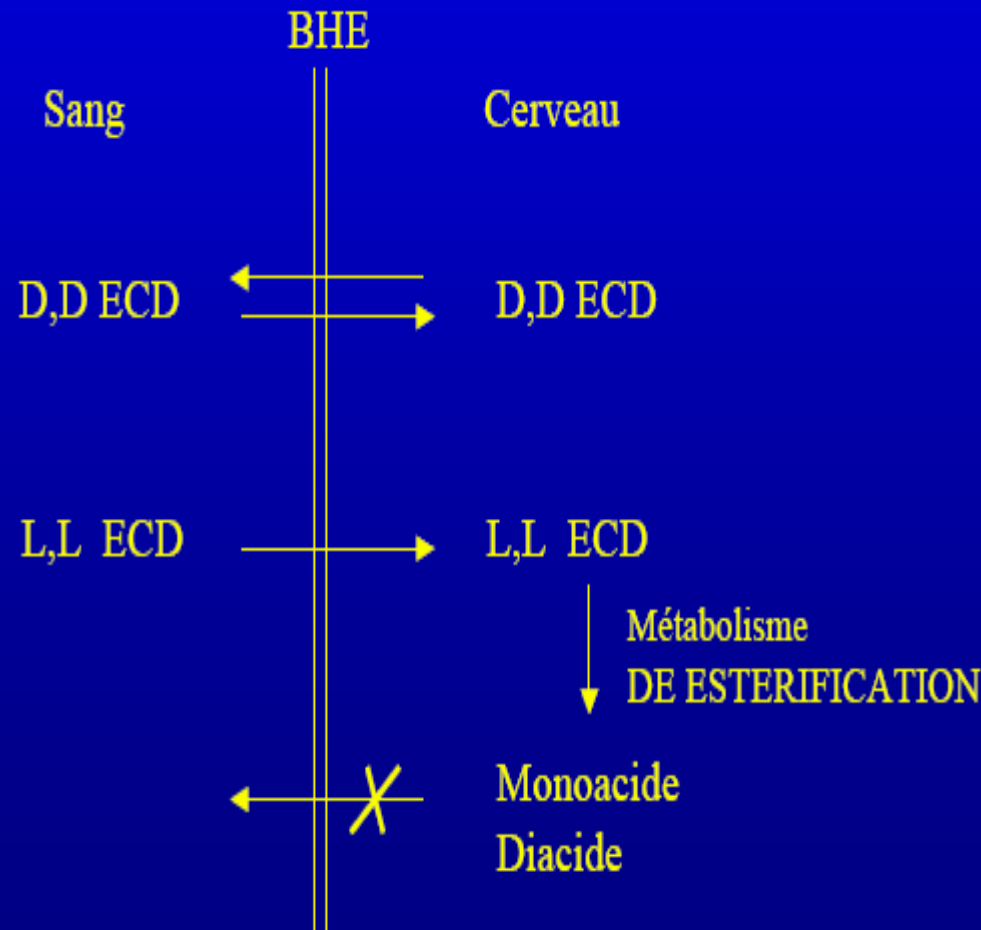 BHE
Sang Cerveau
D,D ECD D,D ECD
L,L ECD L,L ECD
Métabolisme
DE ESTERIFICATION
Monoacide
Diacide